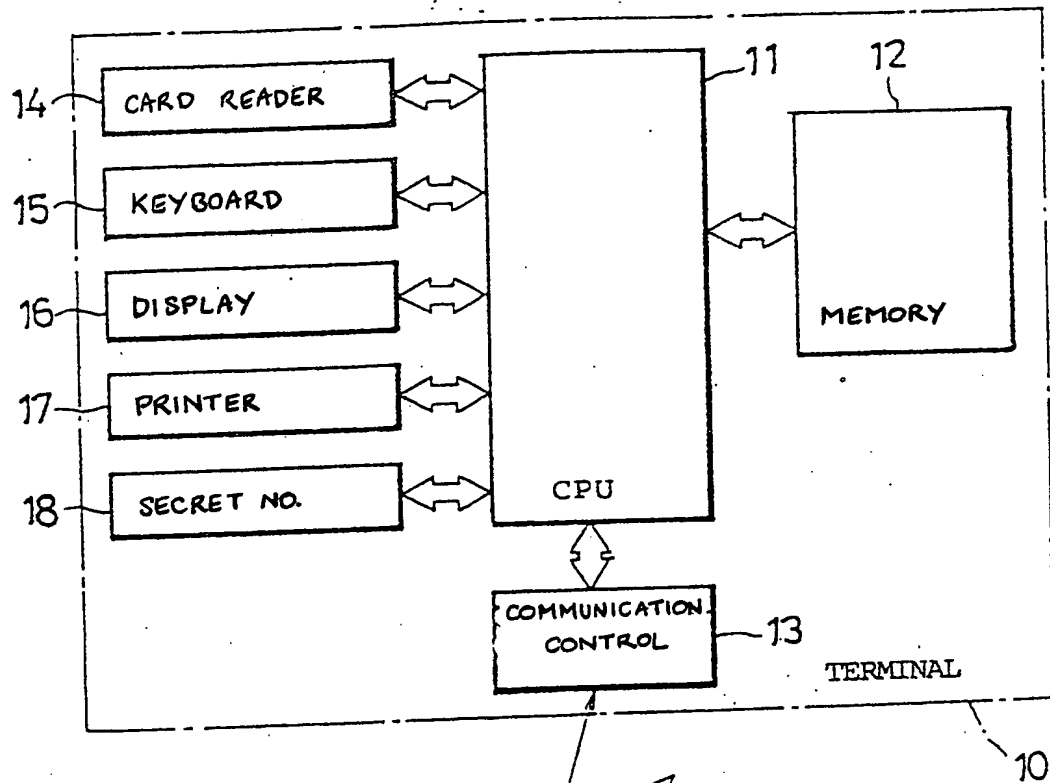 11
12
14
CARD READER
15
KEYBOARD
16
DISPLAY
MEMORY
17
PRINTER
18
SECRET NO.
CPU
COMMUNICATION
CONTROL
13
TERMINAL
10